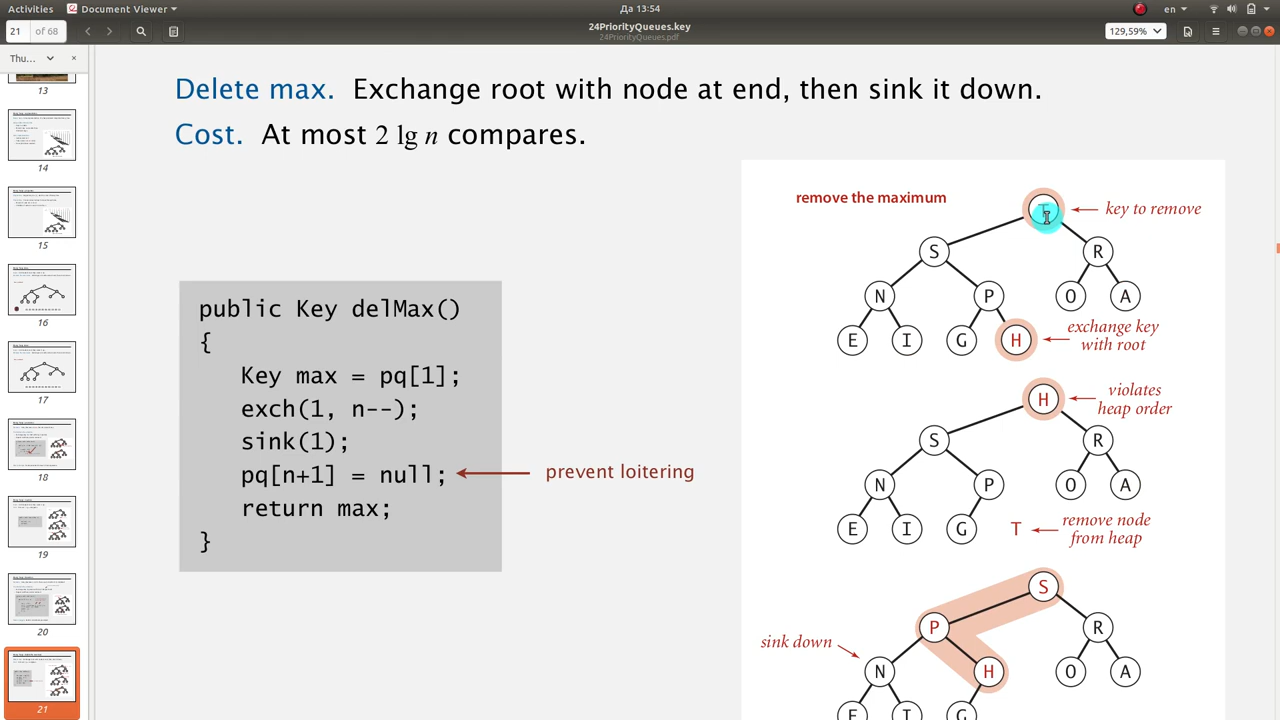 Activities
Document Viewer
Да 13:54
en
21
of 68
24PriorityQueues.key
24PriorityQueues.pdf
129,59%
Thu...
13
14
15
16
17
18
19
20
21
Delete max. Exchange root with node at end, then sink it down.
Cost. At most 2 lg n compares.
public Key delMax()
{
Key max = pq[1];
exch(1, n--);
sink(1);
pq[n+1] = null;
return max;
}
prevent loitering
remove the maximum
T
key to remove
S
R
N
P
O
A
E
I
G
H
exchange key
with root
H
violates
heap order
S
R
N
P
O
A
E
I
G
T
remove node
from heap
S
P
R
sink down
N
H
O
A
E
I
G